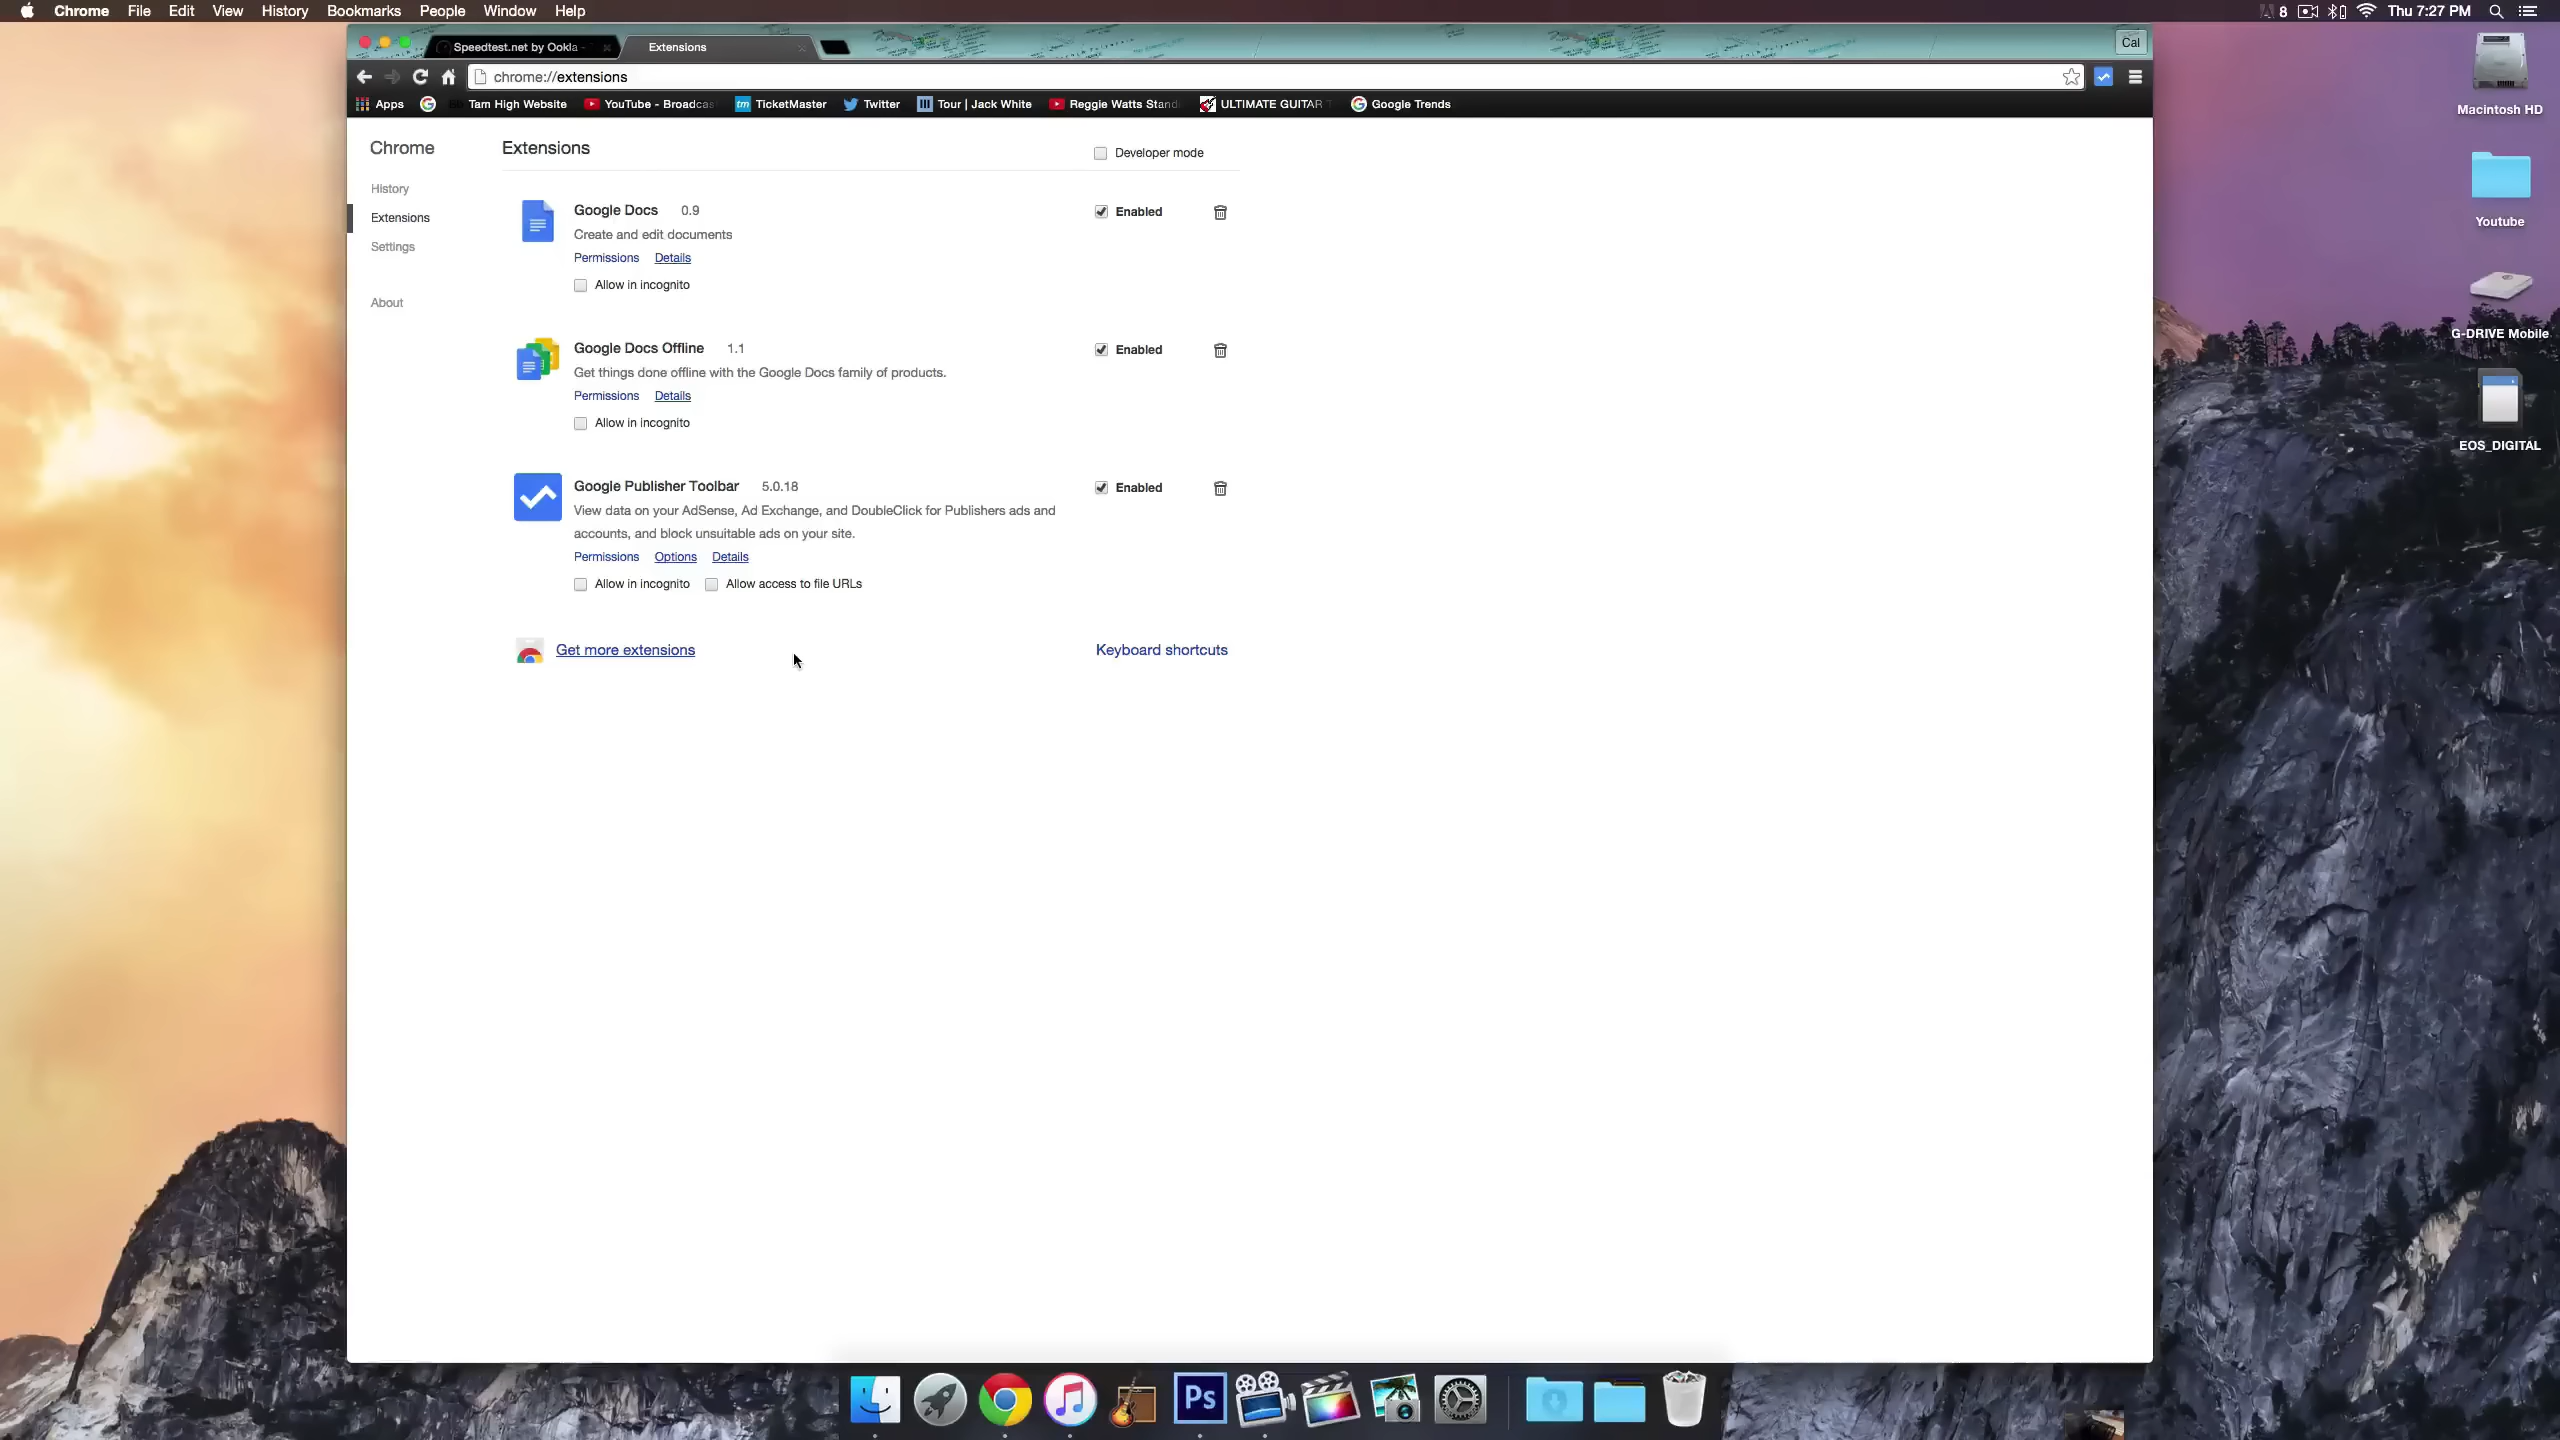 Chrome File Edit View History Bookmarks People Window Help 8 Thu 7:27 PM
Speedtest.net by Ookla - Extensions Cal
chrome://extensions
Apps Tam High Website YouTube - Broadcas TicketMaster Twitter Tour | Jack White Reggie Watts Stand ULTIMATE GUITAR T Google Trends
Chrome
History
Extensions
Settings
About
Extensions
Developer mode
Google Docs 0.9
Enabled
Create and edit documents
Permissions Details
Allow in incognito
Google Docs Offline 1.1
Enabled
Get things done offline with the Google Docs family of products.
Permissions Details
Allow in incognito
Google Publisher Toolbar 5.0.18
Enabled
View data on your AdSense, Ad Exchange, and DoubleClick for Publishers ads and
accounts, and block unsuitable ads on your site.
Permissions Options Details
Allow in incognito Allow access to file URLs
Get more extensions
Keyboard shortcuts
Macintosh HD
Youtube
G-DRIVE Mobile
EOS_DIGITAL
Ps